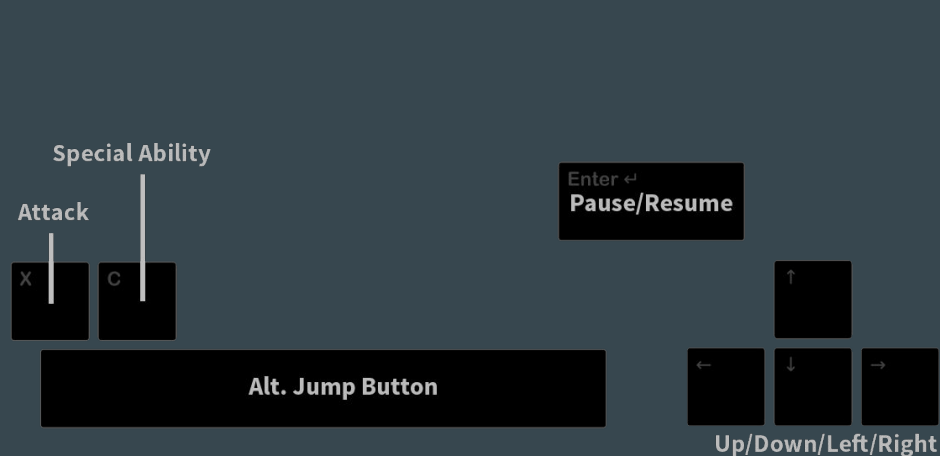 Special Ability
Attack
Enter ↵
Pause/Resume
X
C
↑
Alt. Jump Button
←
↓
→
Up/Down/Left/Right